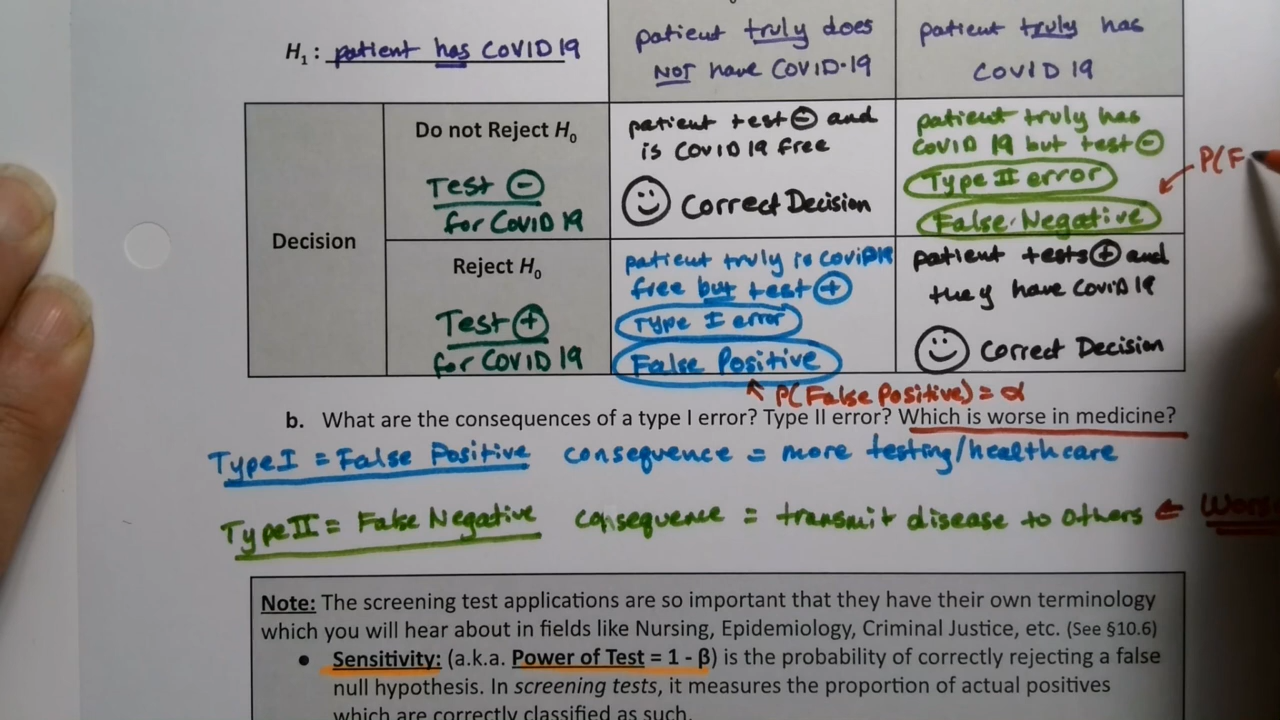 H₁: patient has COVID 19
patient truly does
NOT have COVID-19
patient truly has
COVID 19
Decision
Do not Reject H₀
Test ⊖
for COVID 19
patient test ⊖ and
is COVID 19 free
Correct Decision
patient truly has
COVID 19 but test ⊖
Type II error
False Negative
P(F
Reject H₀
Test ⊕
for COVID 19
patient truly is COVID19
free but test ⊕
Type I error
False Positive
patient tests ⊕ and
they have COVID 19
Correct Decision
P(False Positive) = α
b. What are the consequences of a type I error? Type II error? Which is worse in medicine?
Type I = False Positive consequence = more testing/healthcare
Type II = False Negative consequence = transmit disease to others ←
Note: The screening test applications are so important that they have their own terminology
which you will hear about in fields like Nursing, Epidemiology, Criminal Justice, etc. (See §10.6)
• Sensitivity: (a.k.a. Power of Test = 1 - β) is the probability of correctly rejecting a false
null hypothesis. In screening tests, it measures the proportion of actual positives
which are correctly classified as such.